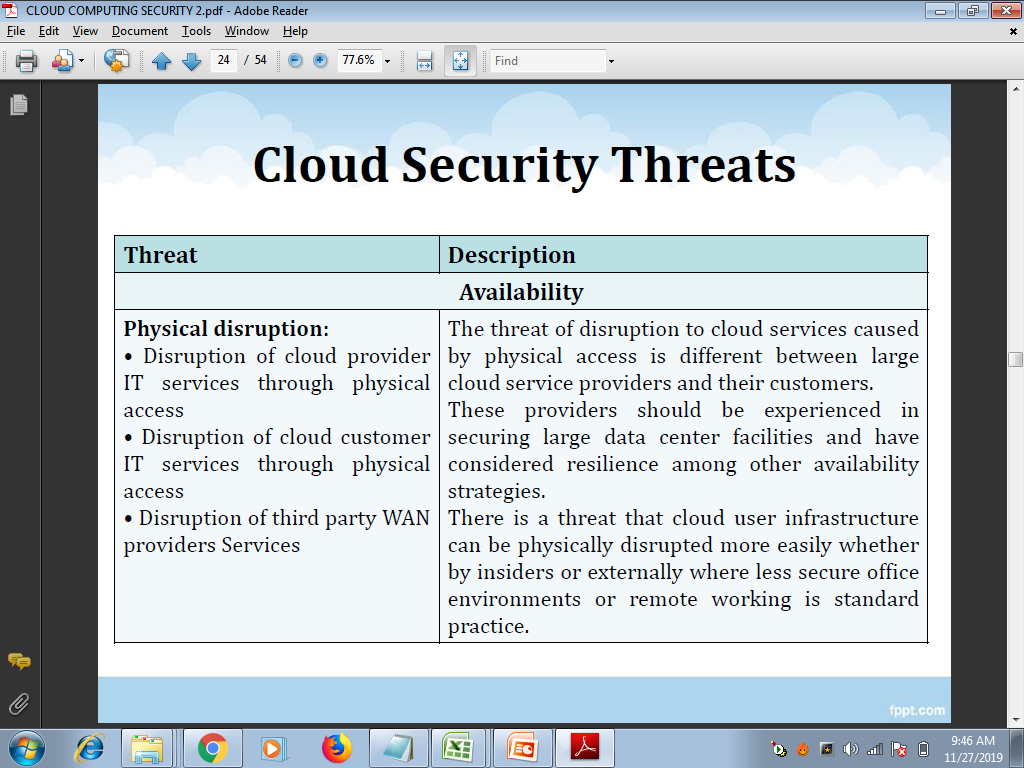 CLOUD COMPUTING SECURITY 2.pdf - Adobe Reader
File Edit View Document Tools Window Help
24 / 54 77.6% Find
Cloud Security Threats
Threat Description
Availability
Physical disruption:
• Disruption of cloud provider
IT services through physical
access
• Disruption of cloud customer
IT services through physical
access
• Disruption of third party WAN
providers Services
The threat of disruption to cloud services caused
by physical access is different between large
cloud service providers and their customers.
These providers should be experienced in
securing large data center facilities and have
considered resilience among other availability
strategies.
There is a threat that cloud user infrastructure
can be physically disrupted more easily whether
by insiders or externally where less secure office
environments or remote working is standard
practice.
fppt.com
9:46 AM
11/27/2019